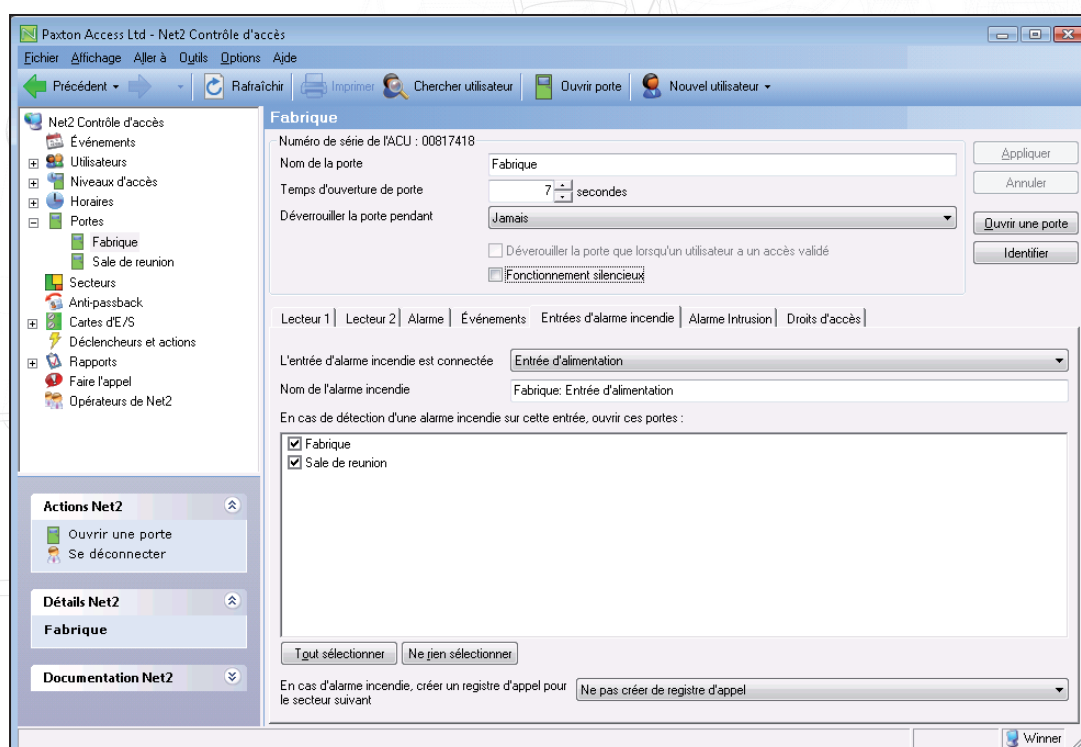 Paxton Access Ltd - Net2 Contrôle d'accès
Fichier Affichage Aller à Outils Options Aide
Précédent Rafraîchir Imprimer Chercher utilisateur Ouvrir porte Nouvel utilisateur
Net2 Contrôle d'accès
Événements
Utilisateurs
Niveaux d'accès
Horaires
Portes
Fabrique
Sale de reunion
Secteurs
Anti-passback
Cartes d'E/S
Déclencheurs et actions
Rapports
Faire l'appel
Opérateurs de Net2
Actions Net2
Ouvrir une porte
Se déconnecter
Détails Net2
Fabrique
Documentation Net2
Fabrique
Numéro de série de l'ACU : 00817418
Nom de la porte Fabrique
Temps d'ouverture de porte 7 secondes
Déverrouiller la porte pendant Jamais
Déverouiller la porte que lorsqu'un utilisateur a un accès validé
Fonctionnement silencieux
Appliquer
Annuler
Ouvrir une porte
Identifier
Lecteur 1 Lecteur 2 Alarme Événements Entrées d'alarme incendie Alarme Intrusion Droits d'accès
L'entrée d'alarme incendie est connectée Entrée d'alimentation
Nom de l'alarme incendie Fabrique: Entrée d'alimentation
En cas de détection d'une alarme incendie sur cette entrée, ouvrir ces portes :
Fabrique
Sale de reunion
Tout sélectionner Ne rien sélectionner
En cas d'alarme incendie, créer un registre d'appel pour
le secteur suivant
Ne pas créer de registre d'appel
Winner